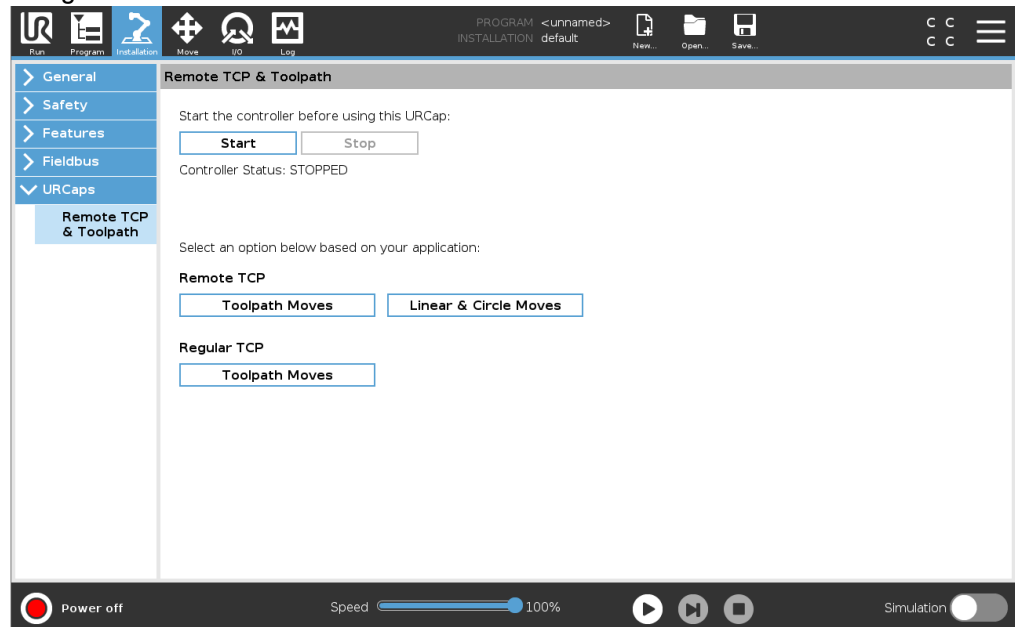 PROGRAM <unnamed>
INSTALLATION default
UR
Run Program Installation Move I/O Log New... Open... Save...
C C
C C
General
Safety
Features
Fieldbus
URCaps
Remote TCP
& Toolpath
Remote TCP & Toolpath
Start the controller before using this URCap:
Start Stop
Controller Status: STOPPED
Select an option below based on your application:
Remote TCP
Toolpath Moves Linear & Circle Moves
Regular TCP
Toolpath Moves
Power off Speed 100% Simulation